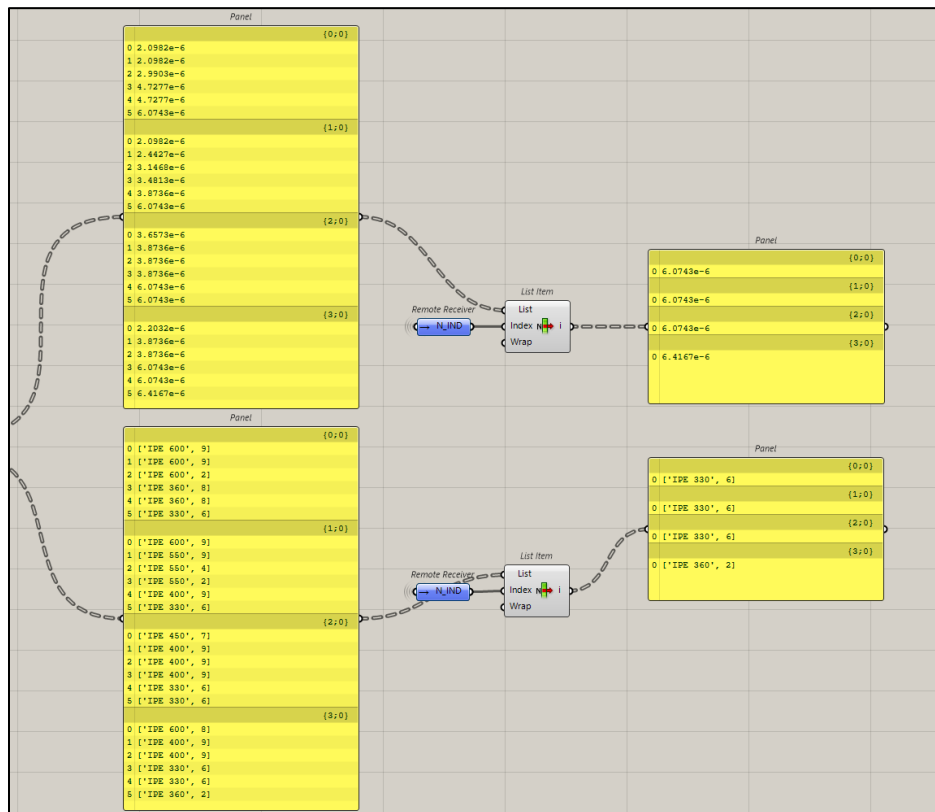 Panel
{0;0}
0 2.0982e-6
1 2.0982e-6
2 2.9903e-6
3 4.7277e-6
4 4.7277e-6
5 6.0743e-6
{1;0}
0 2.0982e-6
1 2.4427e-6
2 3.1468e-6
3 3.4813e-6
4 3.8736e-6
5 6.0743e-6
{2;0}
0 3.6573e-6
1 3.8736e-6
2 3.8736e-6
3 3.8736e-6
4 6.0743e-6
5 6.0743e-6
{3;0}
0 2.2032e-6
1 3.8736e-6
2 3.8736e-6
3 6.0743e-6
4 6.0743e-6
5 6.4167e-6
Remote Receiver
N_IND
List Item
List
Index N i
Wrap
Panel
{0;0}
0 6.0743e-6
{1;0}
0 6.0743e-6
{2;0}
0 6.0743e-6
{3;0}
0 6.4167e-6
Panel
{0;0}
0 ['IPE 600', 9]
1 ['IPE 600', 9]
2 ['IPE 600', 2]
3 ['IPE 360', 8]
4 ['IPE 360', 8]
5 ['IPE 330', 6]
{1;0}
0 ['IPE 600', 9]
1 ['IPE 550', 9]
2 ['IPE 550', 4]
3 ['IPE 550', 2]
4 ['IPE 400', 9]
5 ['IPE 330', 6]
{2;0}
0 ['IPE 450', 7]
1 ['IPE 400', 9]
2 ['IPE 400', 9]
3 ['IPE 400', 9]
4 ['IPE 330', 6]
5 ['IPE 330', 6]
{3;0}
0 ['IPE 600', 8]
1 ['IPE 400', 9]
2 ['IPE 400', 9]
3 ['IPE 330', 6]
4 ['IPE 330', 6]
5 ['IPE 360', 2]
Remote Receiver
N_IND
List Item
List
Index N i
Wrap
Panel
{0;0}
0 ['IPE 330', 6]
{1;0}
0 ['IPE 330', 6]
{2;0}
0 ['IPE 330', 6]
{3;0}
0 ['IPE 360', 2]